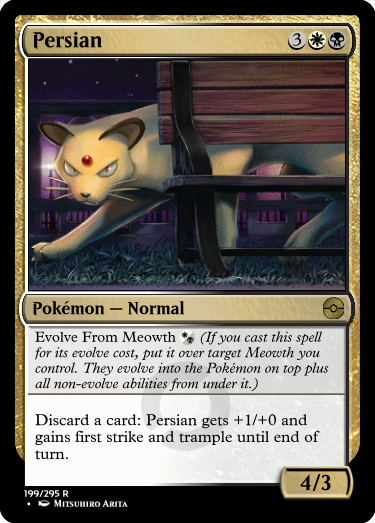 Persian 3
Pokémon — Normal
Evolve From Meowth (If you cast this spell
for its evolve cost, put it over target Meowth you
control. They evolve into the Pokémon on top plus
all non-evolve abilities from under it.)
Discard a card: Persian gets +1/+0 and
gains first strike and trample until end of
turn.
4/3
199/295 R
• Mitsuhiro Arita